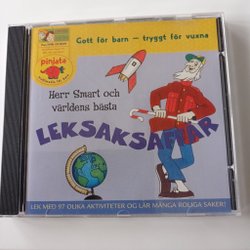 Gott för barn – tryggt för vuxna
pinjata
Herr Smart och
världens bästa
LEKSAKSAFFÄR
LEK MED 97 OLIKA AKTIVITETER OCH LÄR MÅNGA ROLIGA SAKER!